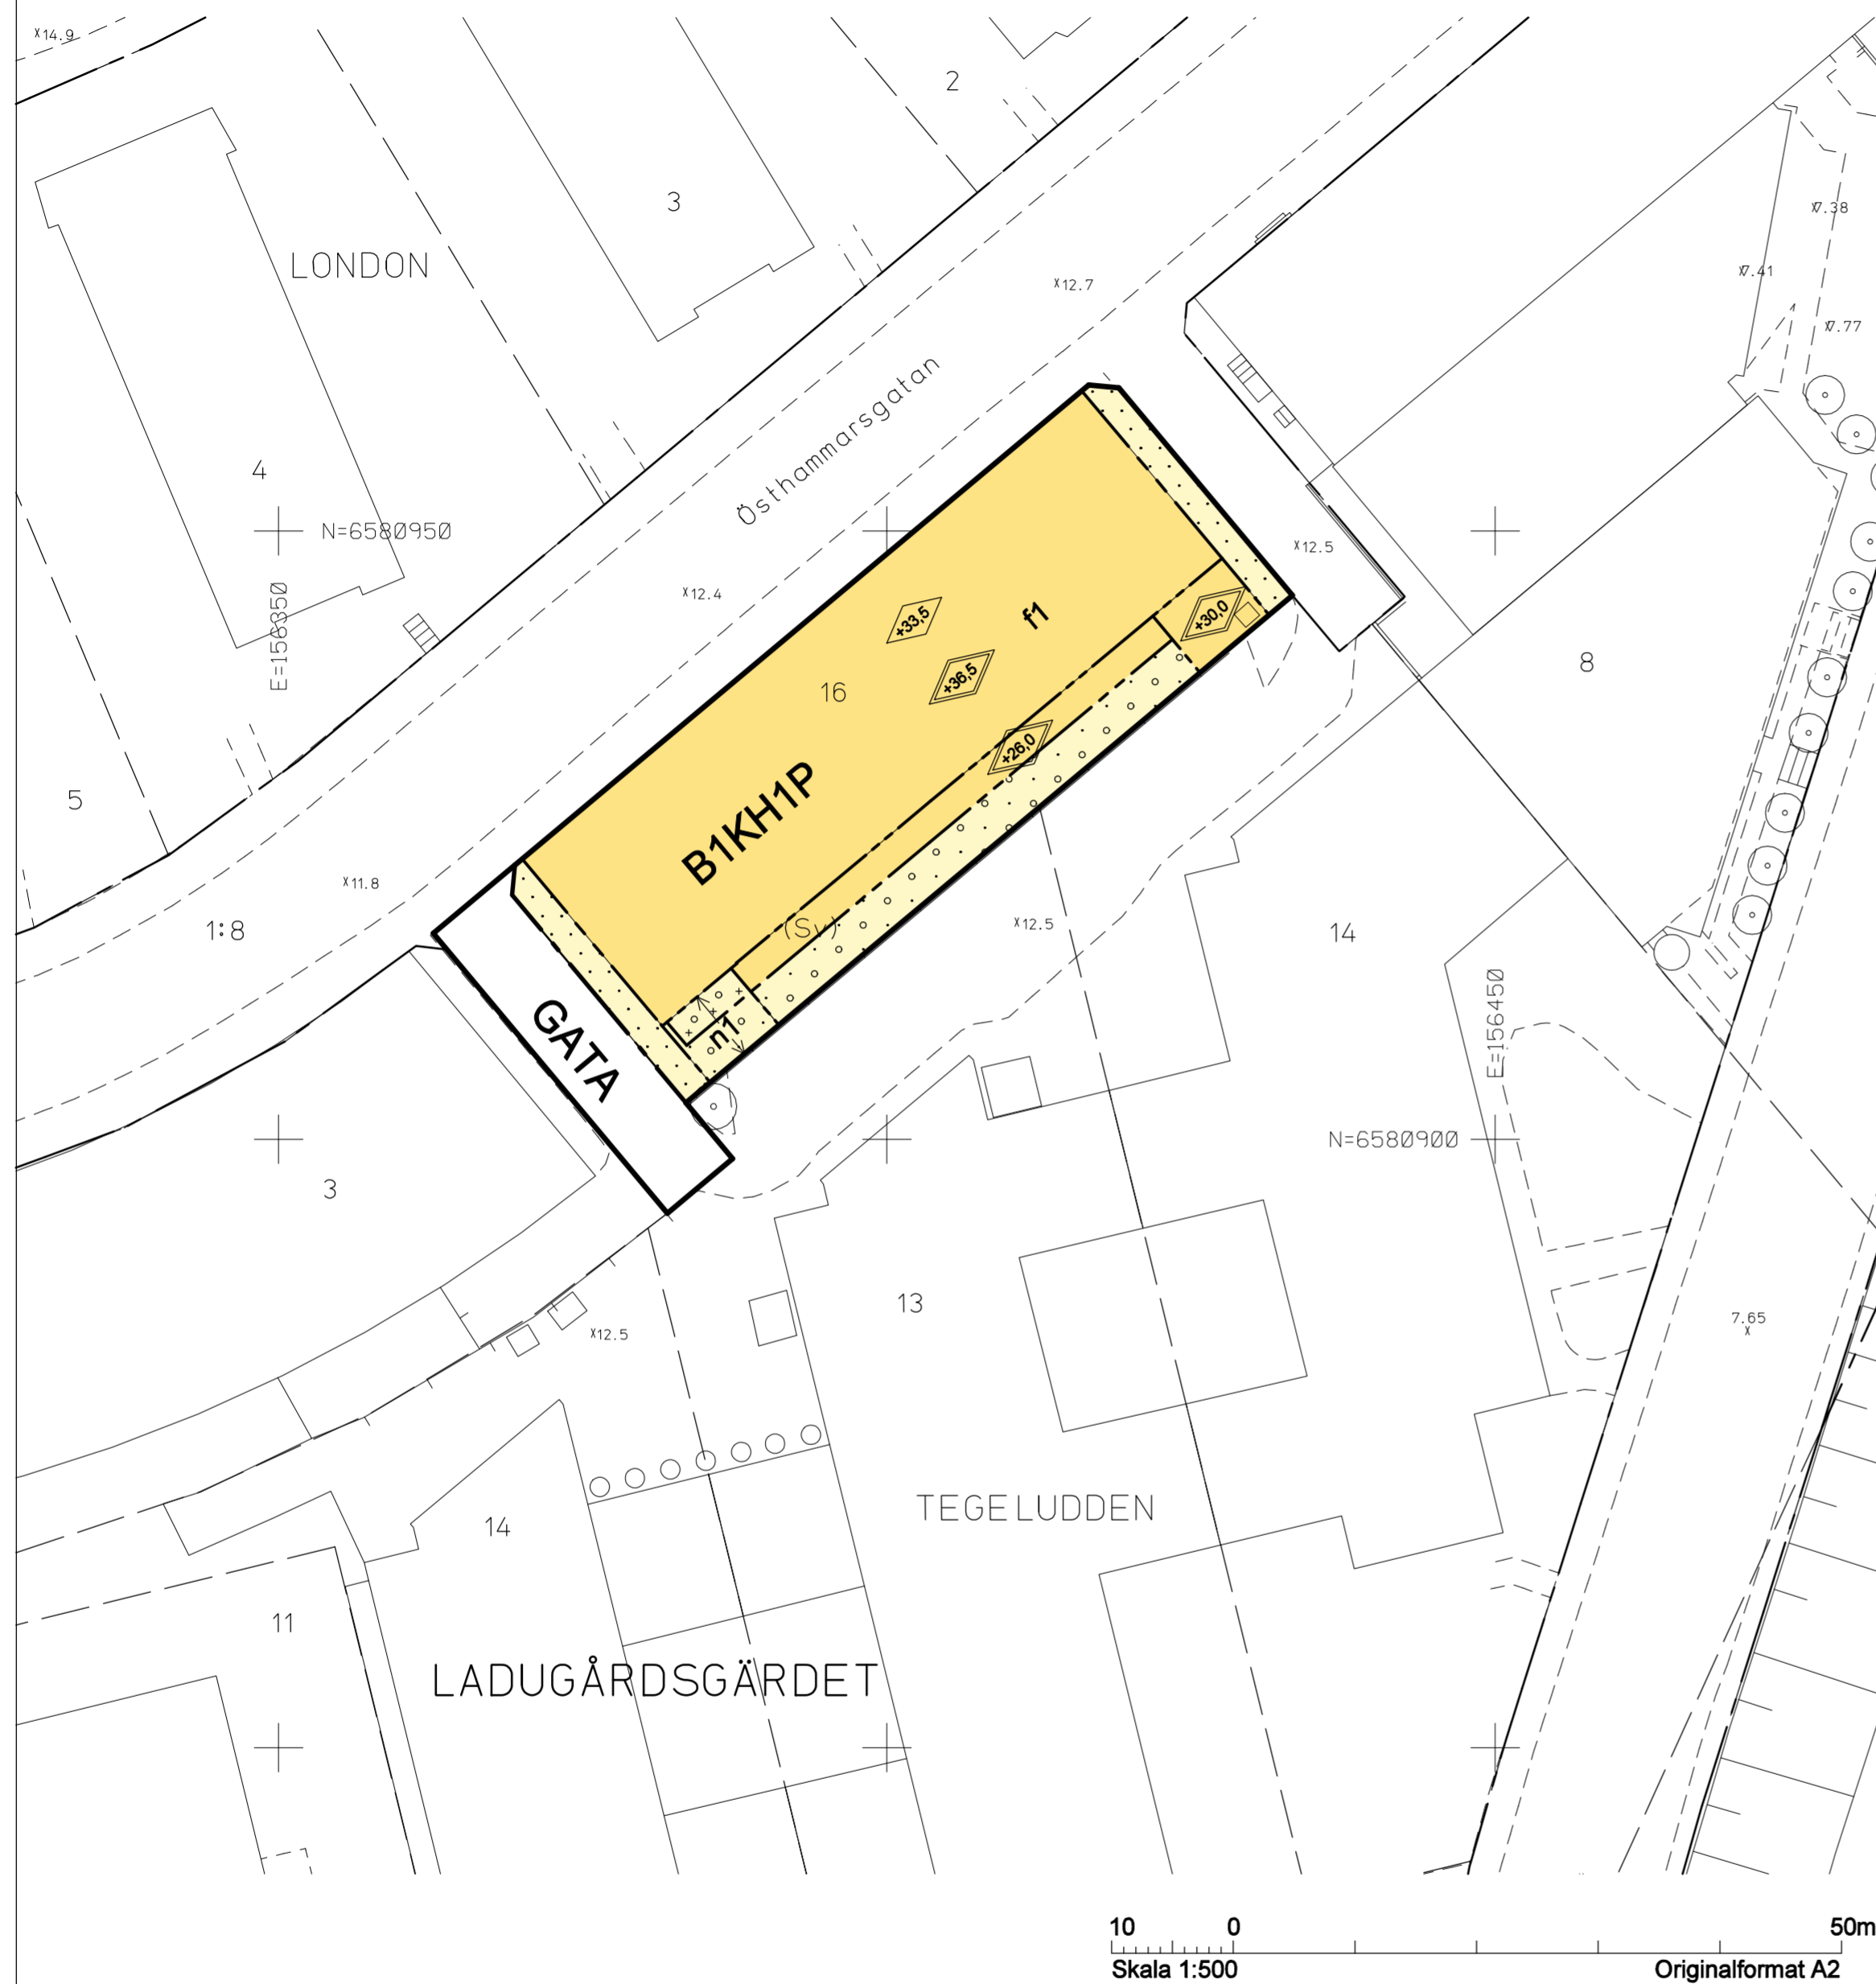 x14.9
2
3
LONDON
x7.38
x7.41
x7.77
x12.7
Östhammarsgatan
4
N=6580950
E=156350
x12.5
x12.4
+33,5
f1
+30,0
+36,5
16
8
+26,0
B1KH1P
5
x11.8
1:8
(Sv)
x12.5
14
E=156450
GATA
n1
N=6580900
3
13
x12.5
7.65
x
TEGELUDDEN
14
11
LADUGÅRDSGÄRDET
10 0 50m
Skala 1:500 Originalformat A2